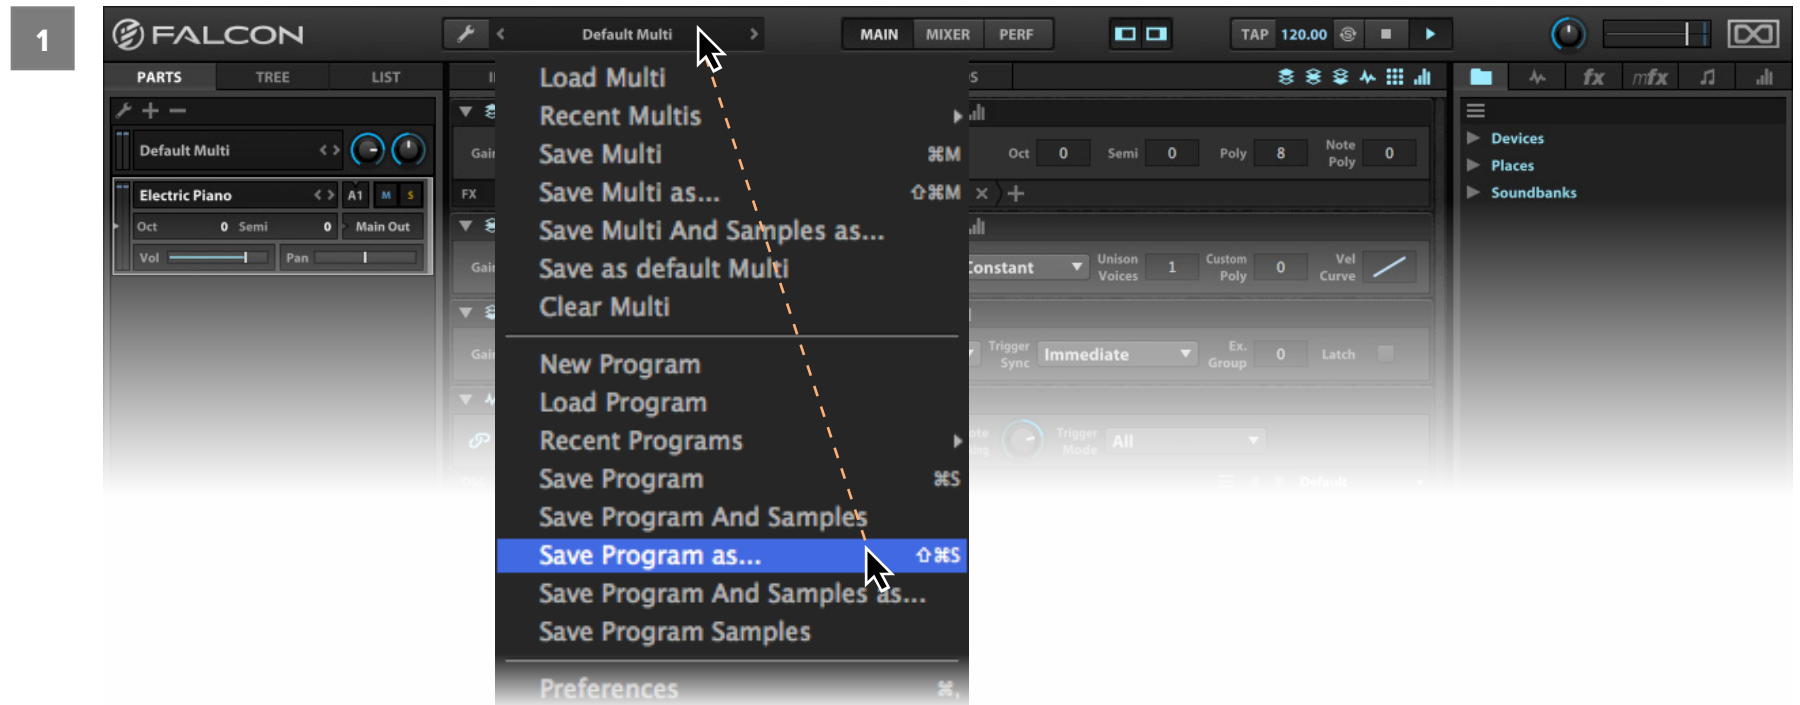 1
FALCON
Default Multi
MAIN MIXER PERF
TAP 120.00
PARTS TREE LIST
fx mfx
Default Multi
Electric Piano A1 M S
Oct 0 Semi 0 Main Out
Vol Pan
Load Multi
Recent Multis
Save Multi ⌘M
Save Multi as... ⇧⌘M
Save Multi And Samples as...
Save as default Multi
Clear Multi
New Program
Load Program
Recent Programs
Save Program ⌘S
Save Program And Samples
Save Program as... ⇧⌘S
Save Program And Samples as...
Save Program Samples
Preferences ⌘,
Oct 0 Semi 0 Poly 8 Note Poly 0
FX
Unison Voices 1 Custom Poly 0 Vel Curve
Trigger Sync Immediate Ex. Group 0 Latch
Trigger Mode All
Default
Devices
Places
Soundbanks